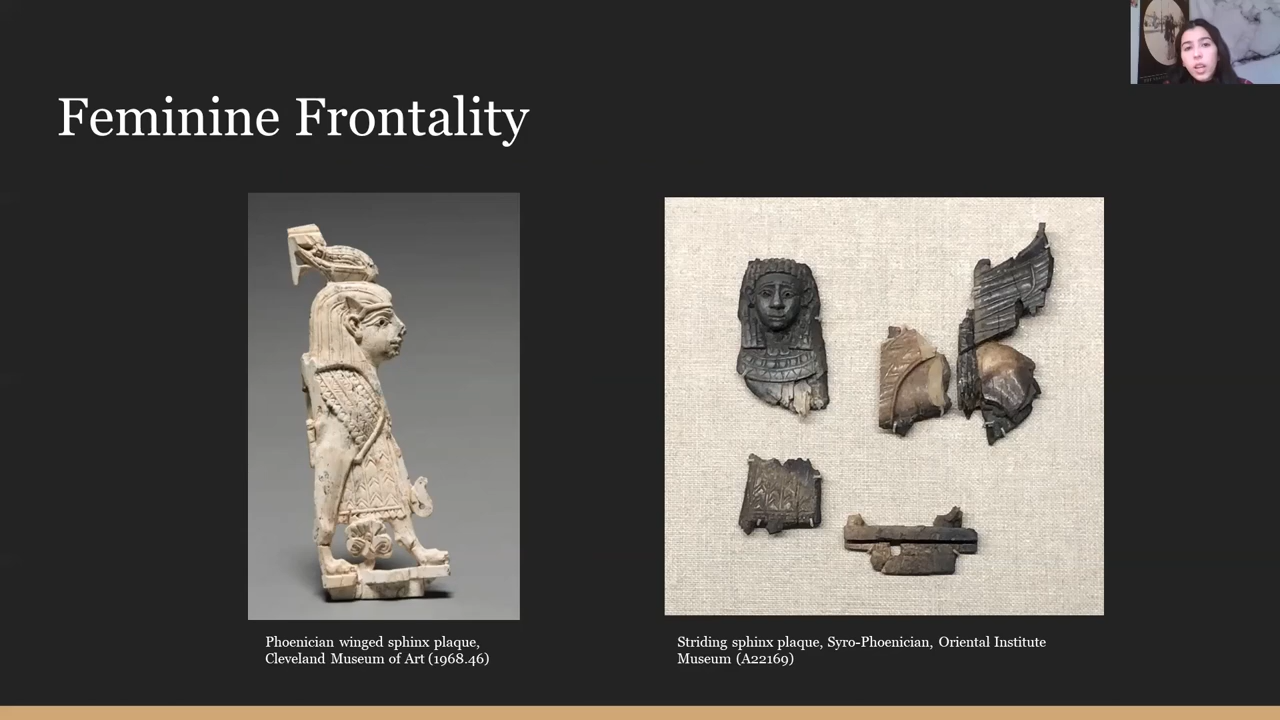 Feminine Frontality
Phoenician winged sphinx plaque,
Cleveland Museum of Art (1968.46)
Striding sphinx plaque, Syro-Phoenician, Oriental Institute
Museum (A22169)